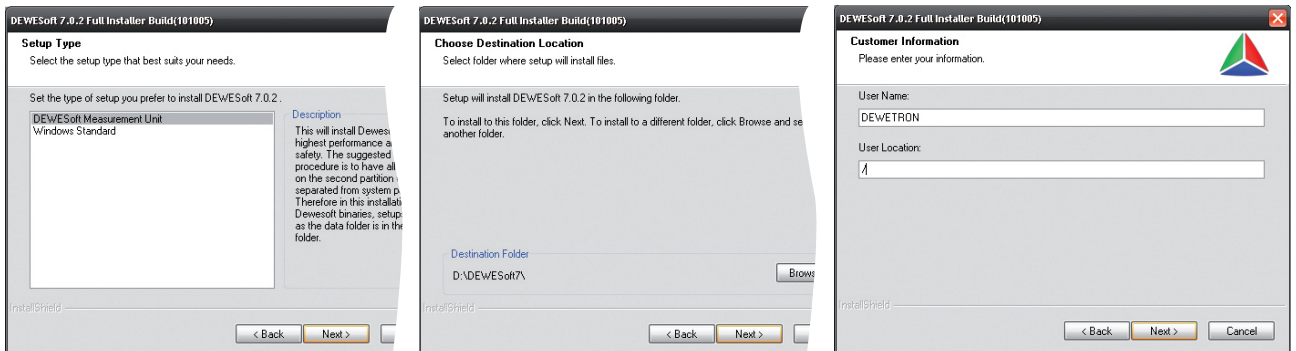 DEWESoft 7.0.2 Full Installer Build(101005)
Setup Type
Select the setup type that best suits your needs.
Set the type of setup you prefer to install DEWESoft 7.0.2 .
DEWESoft Measurement Unit
Windows Standard
Description
This will install
highest performance
safety. The suggested
procedure is to have all
on the second partition
separated from system
Therefore in this
Dewesoft binaries,
as the data folder is in the
folder.
InstallShield
< Back
Next >
DEWESoft 7.0.2 Full Installer Build(101005)
Choose Destination Location
Select folder where setup will install files.
Setup will install DEWESoft 7.0.2 in the following folder.
To install to this folder, click Next. To install to a different folder, click Browse and
another folder.
Destination Folder
D:\DEWESoft7\
InstallShield
< Back
Next >
DEWESoft 7.0.2 Full Installer Build(101005)
Customer Information
Please enter your information.
User Name:
DEWETRON
User Location:
/
InstallShield
< Back
Next >
Cancel